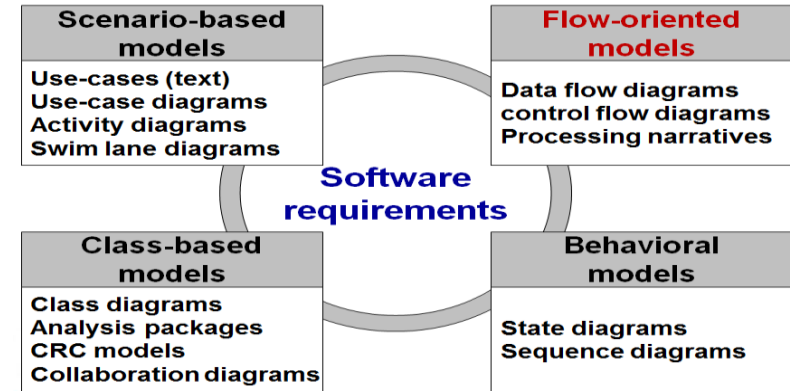 Scenario-based
models
Use-cases (text)
Use-case diagrams
Activity diagrams
Swim lane diagrams
Flow-oriented
models
Data flow diagrams
control flow diagrams
Processing narratives
Software
requirements
Class-based
models
Class diagrams
Analysis packages
CRC models
Collaboration diagrams
Behavioral
models
State diagrams
Sequence diagrams